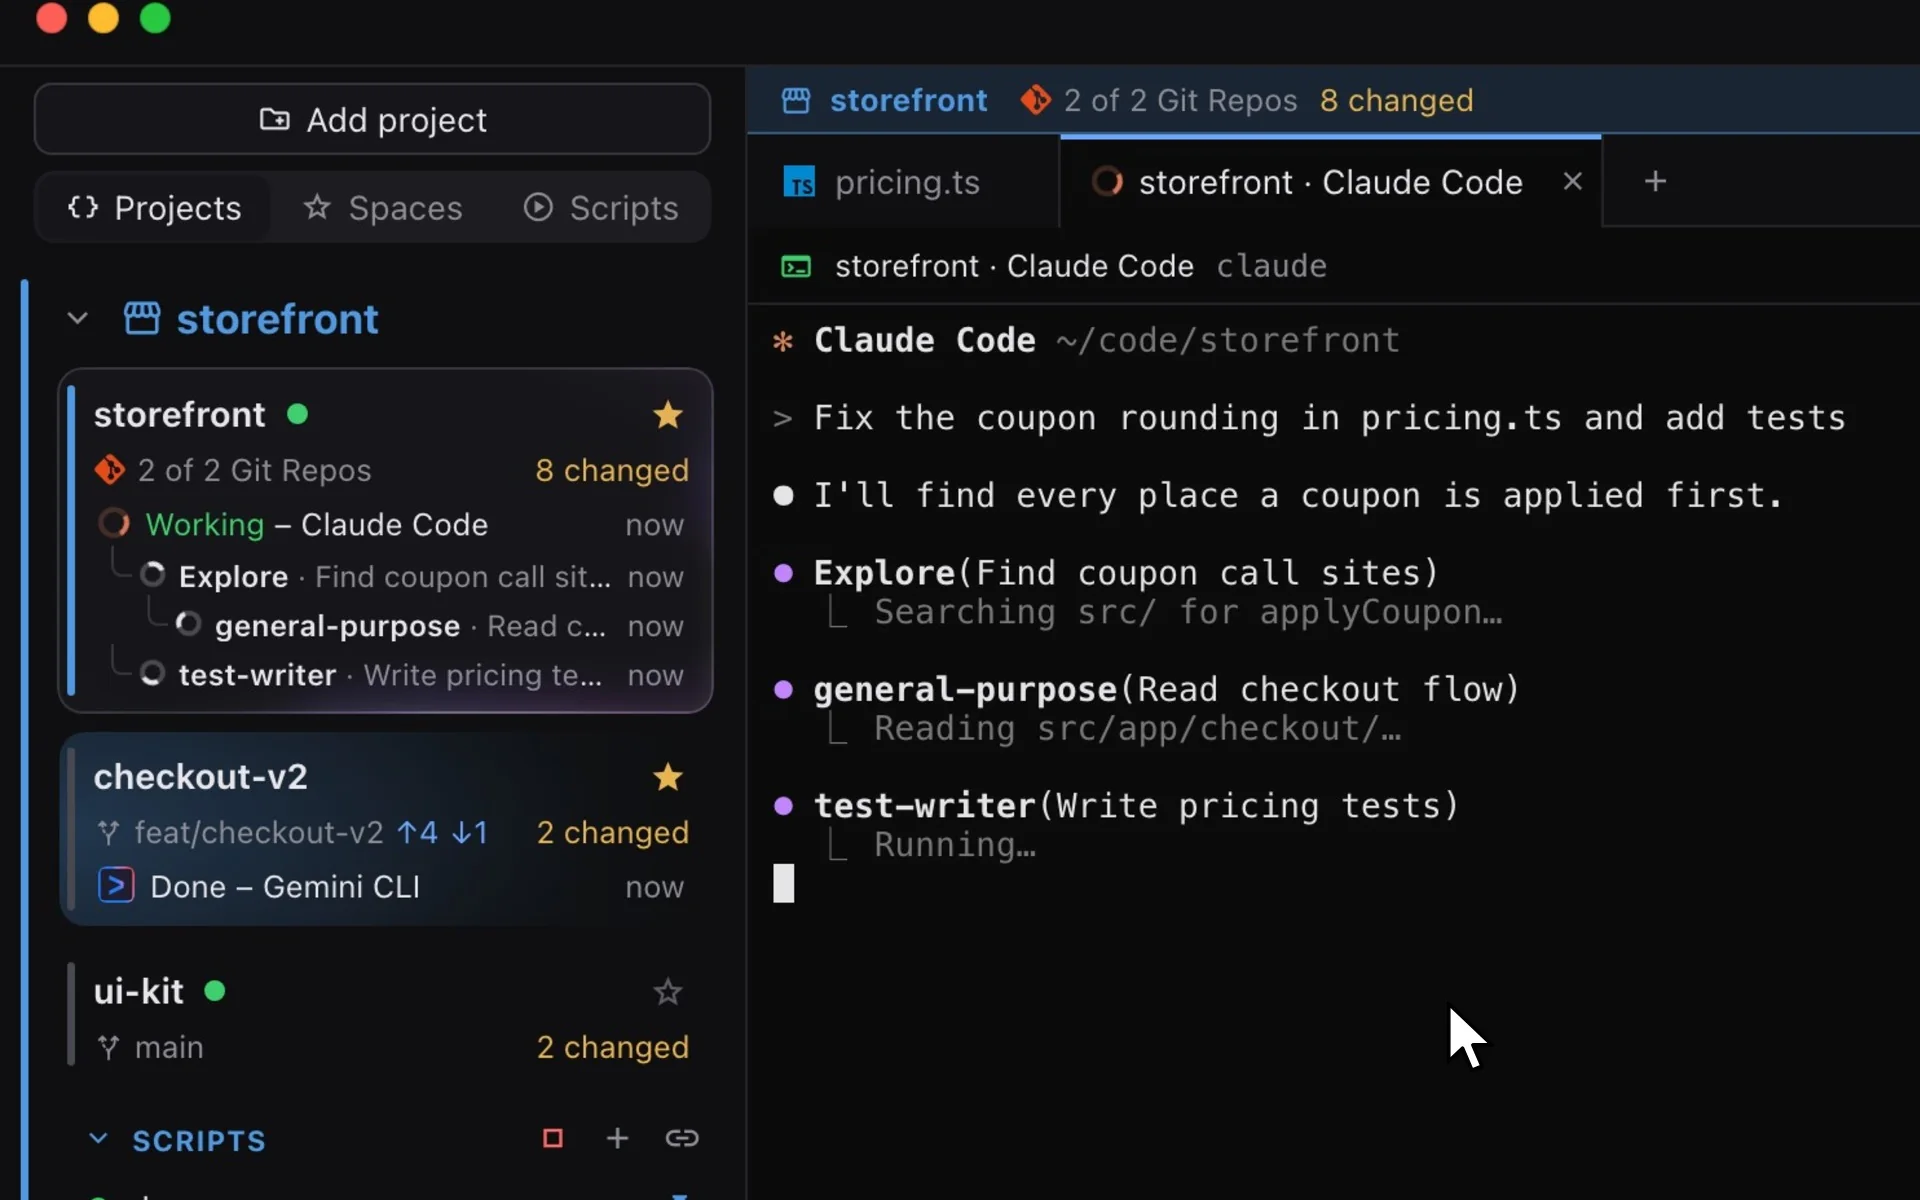 Add project
Projects
Spaces
Scripts
storefront
storefront
2 of 2 Git Repos
8 changed
Working – Claude Code
now
Explore · Find coupon call sit...
now
general-purpose · Read c...
now
test-writer · Write pricing te...
now
checkout-v2
feat/checkout-v2 ↑4 ↓1
2 changed
Done – Gemini CLI
now
ui-kit
main
2 changed
SCRIPTS
storefront
2 of 2 Git Repos
8 changed
TS pricing.ts
storefront · Claude Code
storefront · Claude Code claude
* Claude Code ~/code/storefront
> Fix the coupon rounding in pricing.ts and add tests
I'll find every place a coupon is applied first.
Explore(Find coupon call sites)
Searching src/ for applyCoupon…
general-purpose(Read checkout flow)
Reading src/app/checkout/…
test-writer(Write pricing tests)
Running…